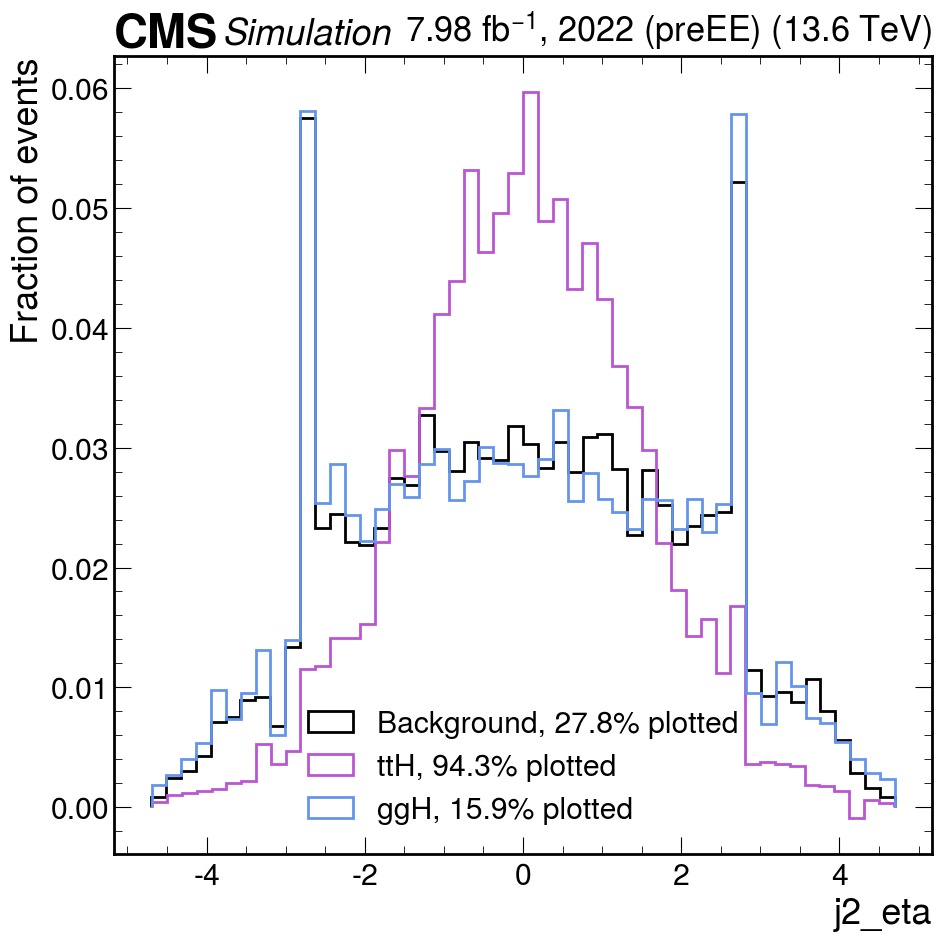 CMS Simulation 7.98 fb⁻¹, 2022 (preEE) (13.6 TeV)
Fraction of events
0.06
0.05
0.04
0.03
0.02
0.01
0.00
Background, 27.8% plotted
ttH, 94.3% plotted
ggH, 15.9% plotted
-4 -2 0 2 4
j2_eta